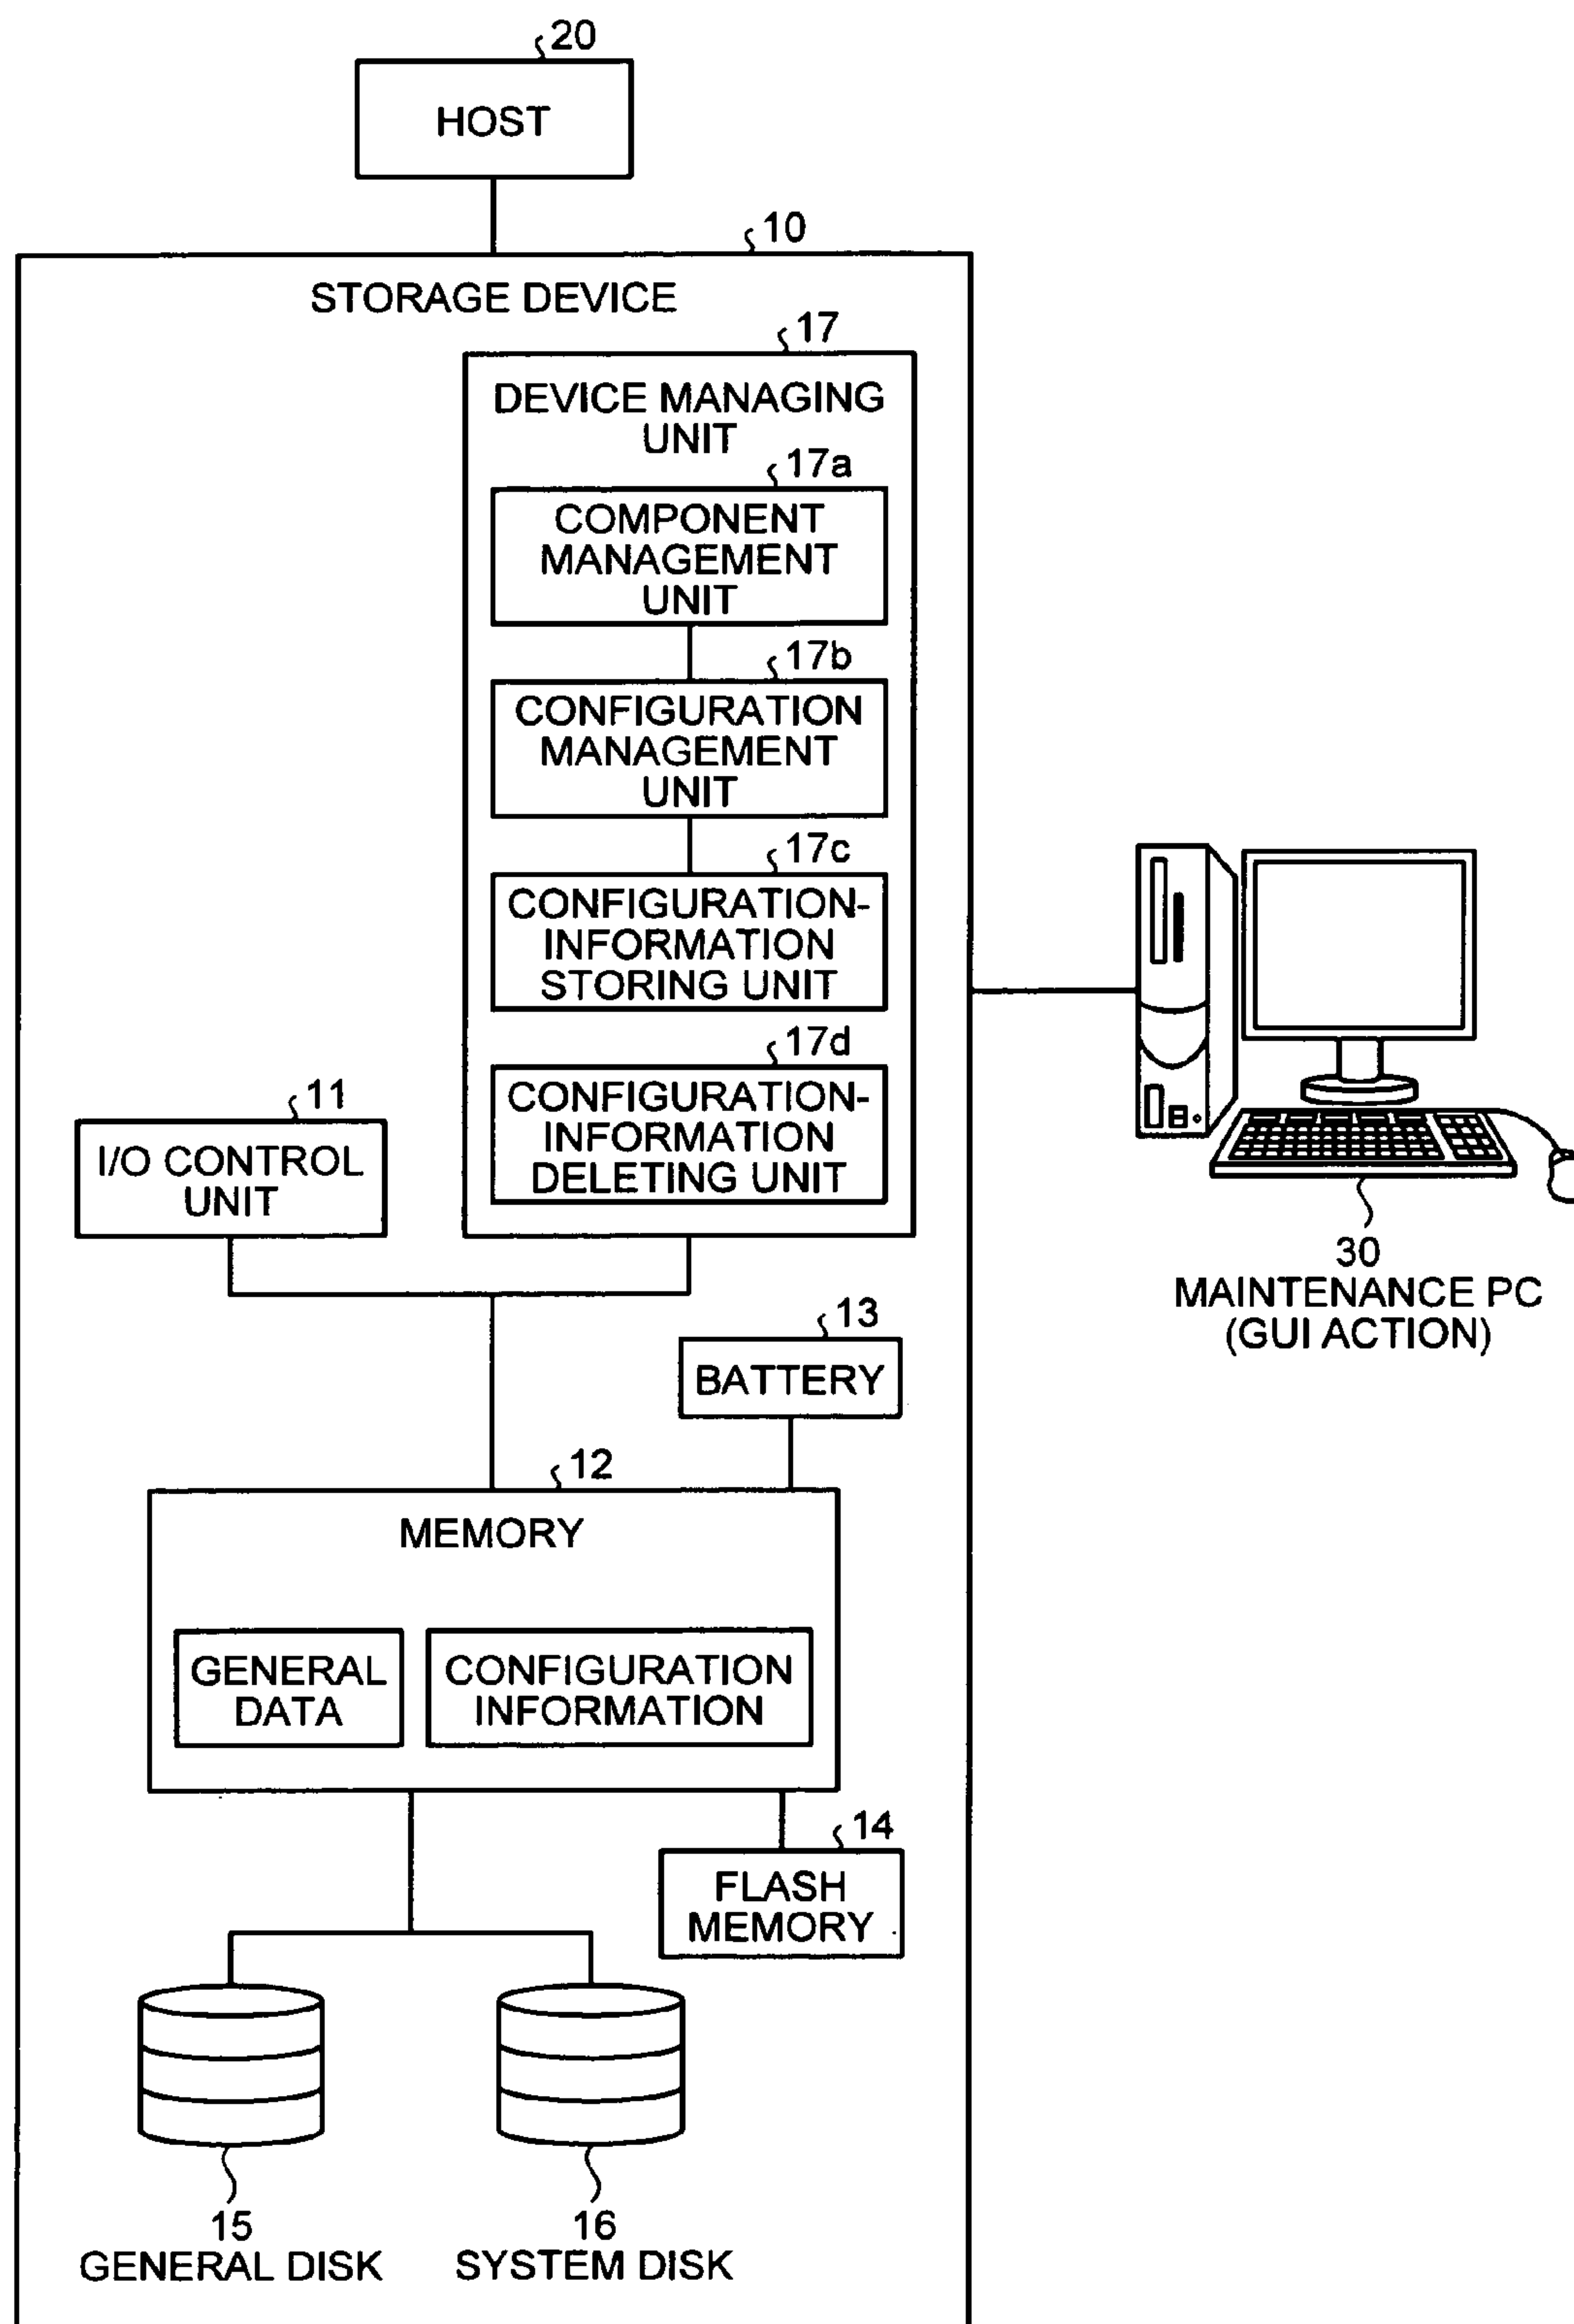 20
HOST
10
STORAGE DEVICE
17
DEVICE MANAGING
UNIT
17a
COMPONENT
MANAGEMENT
UNIT
17b
CONFIGURATION
MANAGEMENT
UNIT
17c
CONFIGURATION-
INFORMATION
STORING UNIT
17d
CONFIGURATION-
INFORMATION
DELETING UNIT
11
I/O CONTROL
UNIT
30
MAINTENANCE PC
(GUI ACTION)
13
BATTERY
12
MEMORY
GENERAL
DATA
CONFIGURATION
INFORMATION
14
FLASH
MEMORY
15
GENERAL DISK
16
SYSTEM DISK